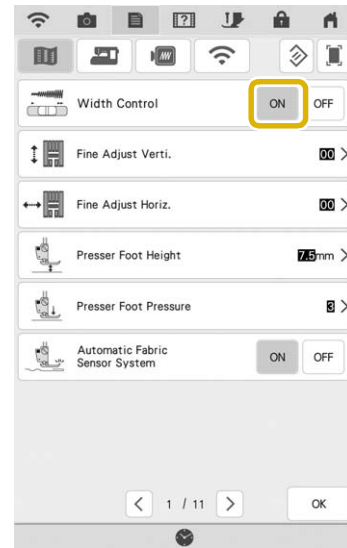 Width Control ON OFF
Fine Adjust Verti. 00
Fine Adjust Horiz. 00
Presser Foot Height 7.5mm
Presser Foot Pressure 3
Automatic Fabric
Sensor System ON OFF
1 / 11 OK